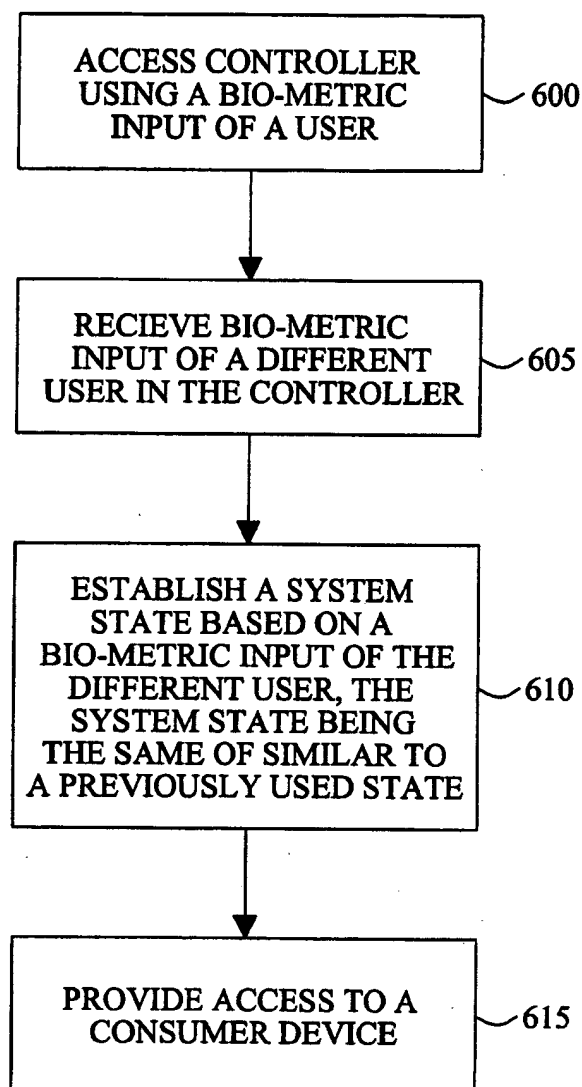 ACCESS CONTROLLER
USING A BIO-METRIC
INPUT OF A USER
600
RECIEVE BIO-METRIC
INPUT OF A DIFFERENT
USER IN THE CONTROLLER
605
ESTABLISH A SYSTEM
STATE BASED ON A
BIO-METRIC INPUT OF THE
DIFFERENT USER, THE
SYSTEM STATE BEING
THE SAME OF SIMILAR TO
A PREVIOUSLY USED STATE
610
PROVIDE ACCESS TO A
CONSUMER DEVICE
615